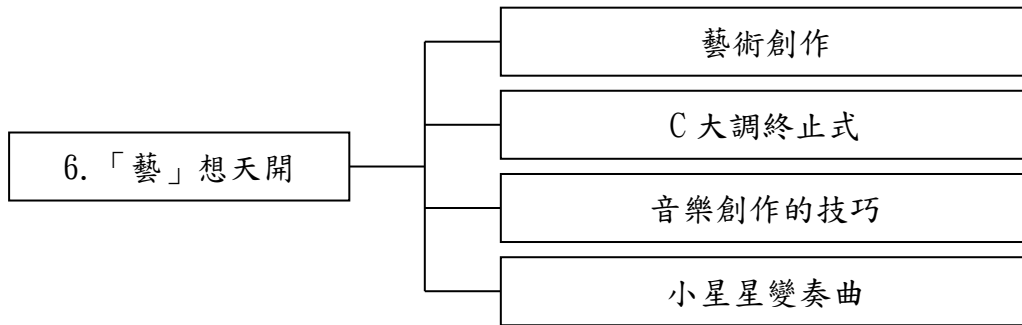 6.「藝」想天開
藝術創作
C 大調終止式
音樂創作的技巧
小星星變奏曲